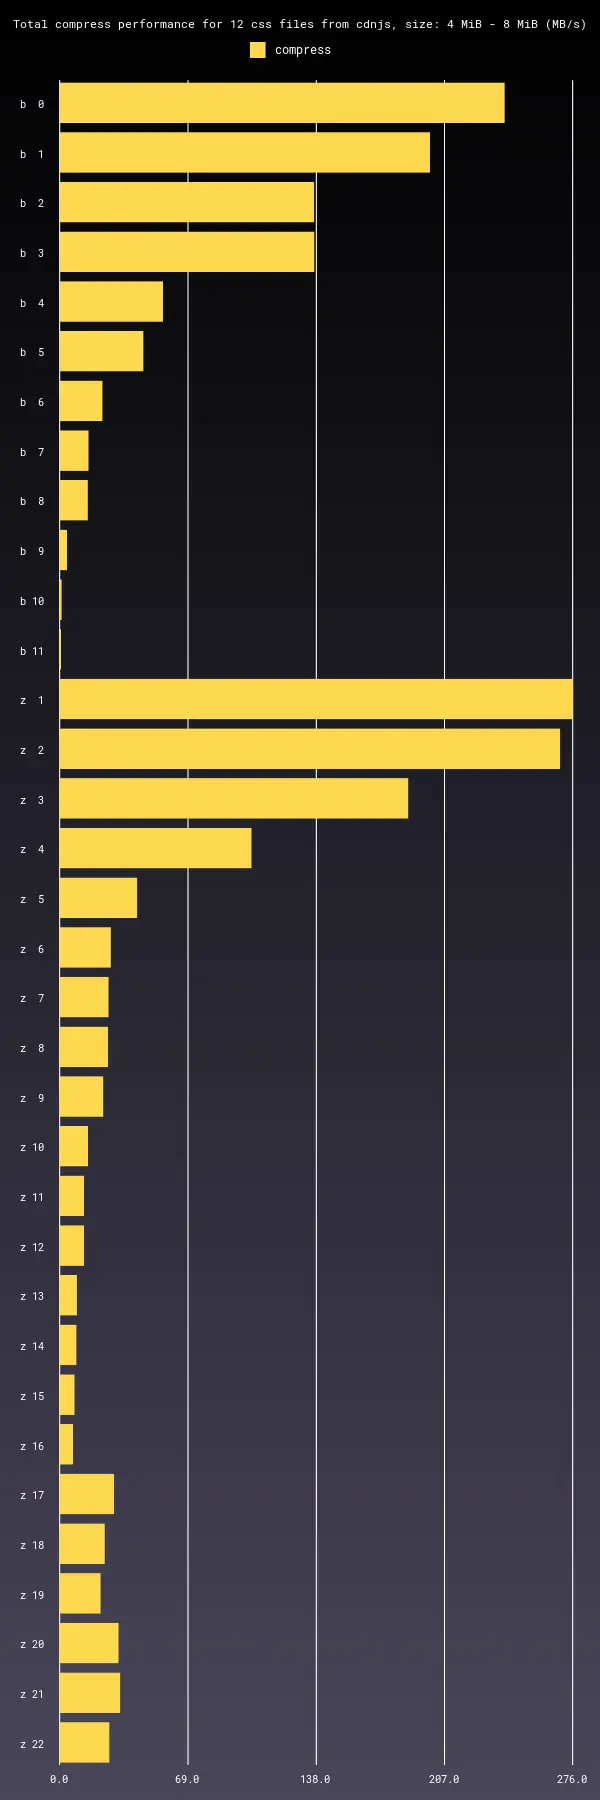 Total compress performance for 12 css files from cdnjs, size: 4 MiB - 8 MiB (MB/s)
compress
b 0
b 1
b 2
b 3
b 4
b 5
b 6
b 7
b 8
b 9
b 10
b 11
z 1
z 2
z 3
z 4
z 5
z 6
z 7
z 8
z 9
z 10
z 11
z 12
z 13
z 14
z 15
z 16
z 17
z 18
z 19
z 20
z 21
z 22
0.0 69.0 138.0 207.0 276.0